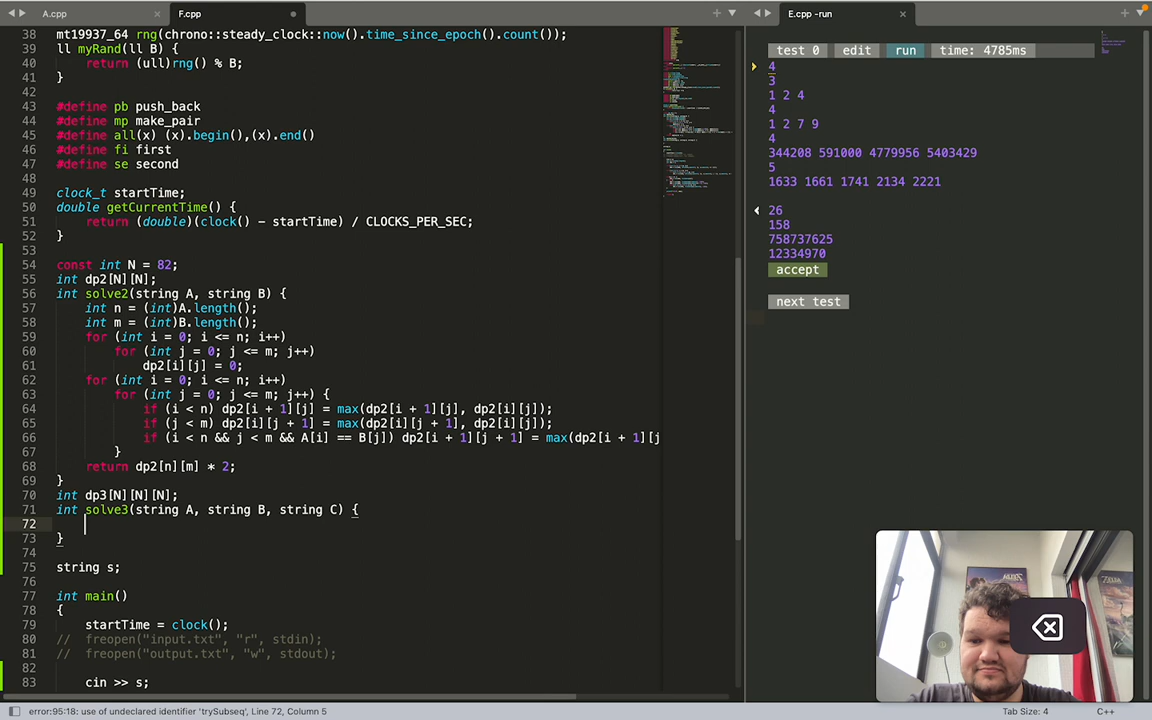 A.cpp
F.cpp
38 mt19937_64 rng(chrono::steady_clock::now().time_since_epoch().count());
39 ll myRand(ll B) {
40     return (ull)rng() % B;
41 }
42
43 #define pb push_back
44 #define mp make_pair
45 #define all(x) (x).begin(),(x).end()
46 #define fi first
47 #define se second
48
49 clock_t startTime;
50 double getCurrentTime() {
51     return (double)(clock() - startTime) / CLOCKS_PER_SEC;
52 }
53
54 const int N = 82;
55 int dp2[N][N];
56 int solve2(string A, string B) {
57     int n = (int)A.length();
58     int m = (int)B.length();
59     for (int i = 0; i <= n; i++)
60         for (int j = 0; j <= m; j++)
61             dp2[i][j] = 0;
62     for (int i = 0; i <= n; i++)
63         for (int j = 0; j <= m; j++) {
64             if (i < n) dp2[i + 1][j] = max(dp2[i + 1][j], dp2[i][j]);
65             if (j < m) dp2[i][j + 1] = max(dp2[i][j + 1], dp2[i][j]);
66             if (i < n && j < m && A[i] == B[j]) dp2[i + 1][j + 1] = max(dp2[i + 1][j
67         }
68     return dp2[n][m] * 2;
69 }
70 int dp3[N][N][N];
71 int solve3(string A, string B, string C) {
72
73 }
74
75 string s;
76
77 int main()
78 {
79     startTime = clock();
80 //  freopen("input.txt", "r", stdin);
81 //  freopen("output.txt", "w", stdout);
82
83     cin >> s;
E.cpp -run
test 0 edit run time: 4785ms
4
3
1 2 4
4
1 2 7 9
4
344208 591000 4779956 5403429
5
1633 1661 1741 2134 2221
26
158
758737625
12334970
accept
next test
error:95:18: use of undeclared identifier 'trySubseq', Line 72, Column 5
Tab Size: 4
C++